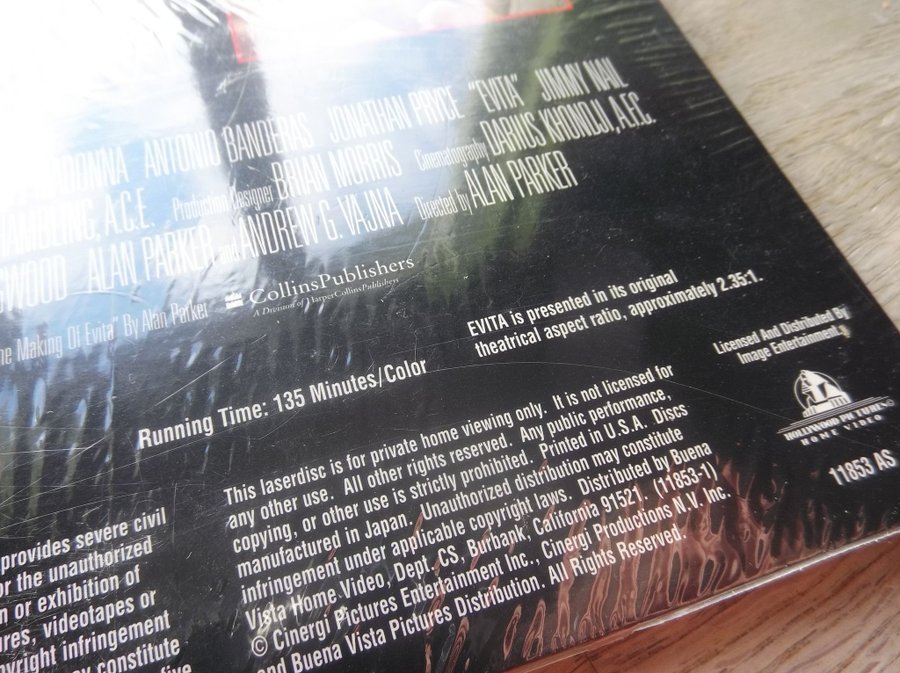 MADONNA ANTONIO BANDERAS JONATHAN PRYCE "EVITA" JIMMY NAIL
HAMBLING, A.C.E. Production Designer BRIAN MORRIS Cinematography DARIUS KHONDJI, A.F.C.
GSWOOD ALAN PARKER and ANDREW G. VAJNA Directed by ALAN PARKER
CollinsPublishers
A Division of HarperCollinsPublishers
Making Of Evita" By Alan Parker
EVITA is presented in its original
theatrical aspect ratio, approximately 2.35:1.
Running Time: 135 Minutes/Color
Licensed And Distributed By
Image Entertainment
HOLLYWOOD PICTURES
HOME VIDEO
11853 AS
This laserdisc is for private home viewing only. It is not licensed for
any other use. All other rights reserved. Any public performance,
copying, or other use is strictly prohibited. Printed in U.S.A. Discs
manufactured in Japan. Unauthorized distribution may constitute
infringement under applicable copyright laws. Distributed by Buena
Vista Home Video, Dept. CS, Burbank, California 91521. (11853-1)
© Cinergi Pictures Entertainment Inc., Cinergi Productions N.V. Inc.
and Buena Vista Pictures Distribution. All Rights Reserved.
provides severe civil
or the unauthorized
or exhibition of
videotapes or
infringement
constitute